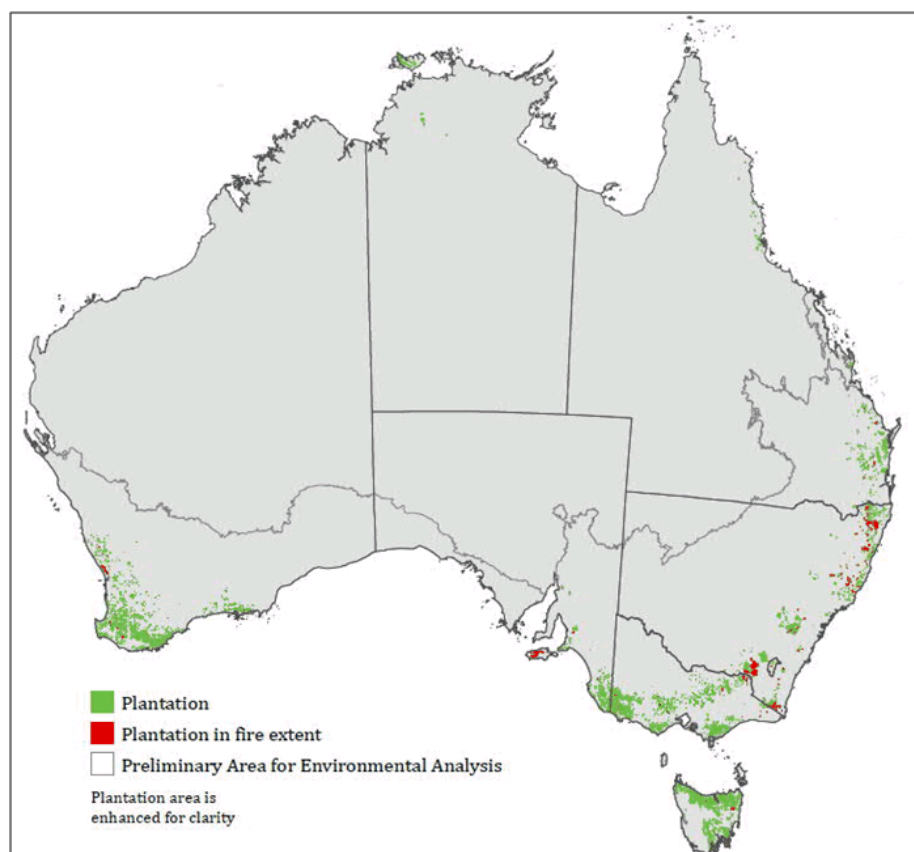 Plantation
Plantation in fire extent
Preliminary Area for Environmental Analysis
Plantation area is
enhanced for clarity